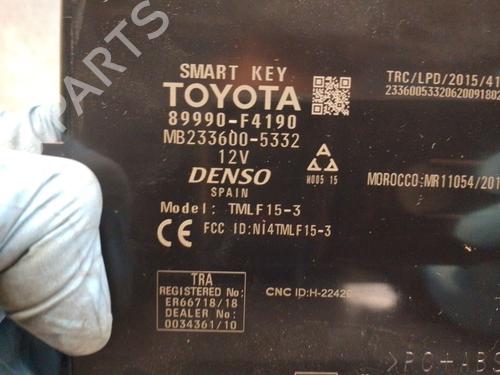 PARTS
SMART KEY
TOYOTA
89990-F4190
MB233600-5332
12V
DENSO
SPAIN
Model: TMLF15-3
CE FCC ID:NI4TMLF15-3
TRA
REGISTERED No:
ER66718/18
DEALER No:
0034361/10
N005 15
TRC/LPD/2015/41
2336005332062009180
MOROCCO:MR11054/201
CNC ID:H-22426
>PC+ABS